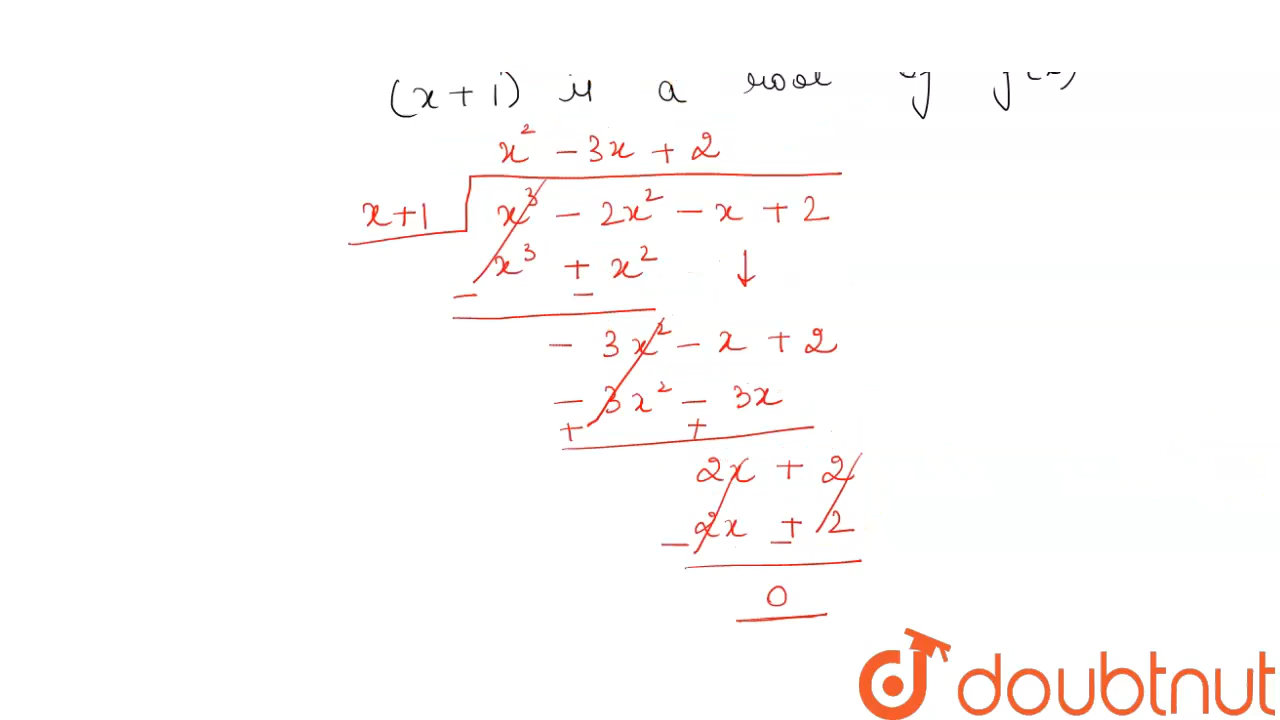 (x+1) is a root of f(x)
x² - 3x + 2
x+1 x³ - 2x² - x + 2
x³ + x² ↓
- -
- 3x² - x + 2
- 3x² - 3x
+ +
2x + 2
2x + 2
- -
0
doubtnut